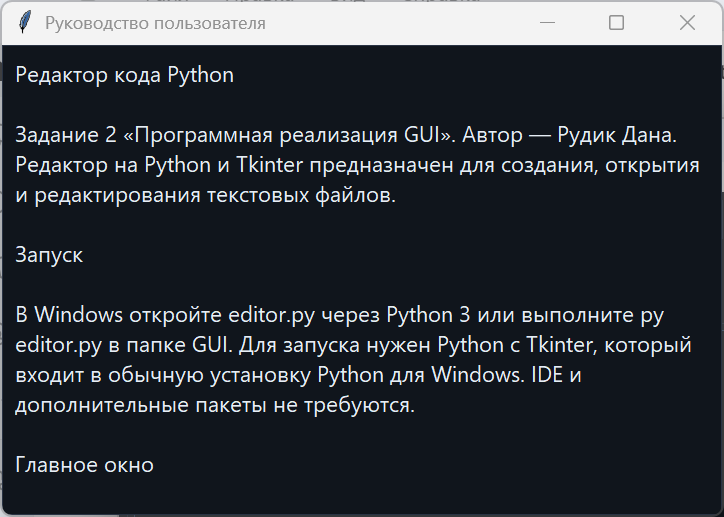 Руководство пользователя
Редактор кода Python
Задание 2 «Программная реализация GUI». Автор — Рудик Дана.
Редактор на Python и Tkinter предназначен для создания, открытия
и редактирования текстовых файлов.
Запуск
В Windows откройте editor.py через Python 3 или выполните py
editor.py в папке GUI. Для запуска нужен Python с Tkinter, который
входит в обычную установку Python для Windows. IDE и
дополнительные пакеты не требуются.
Главное окно